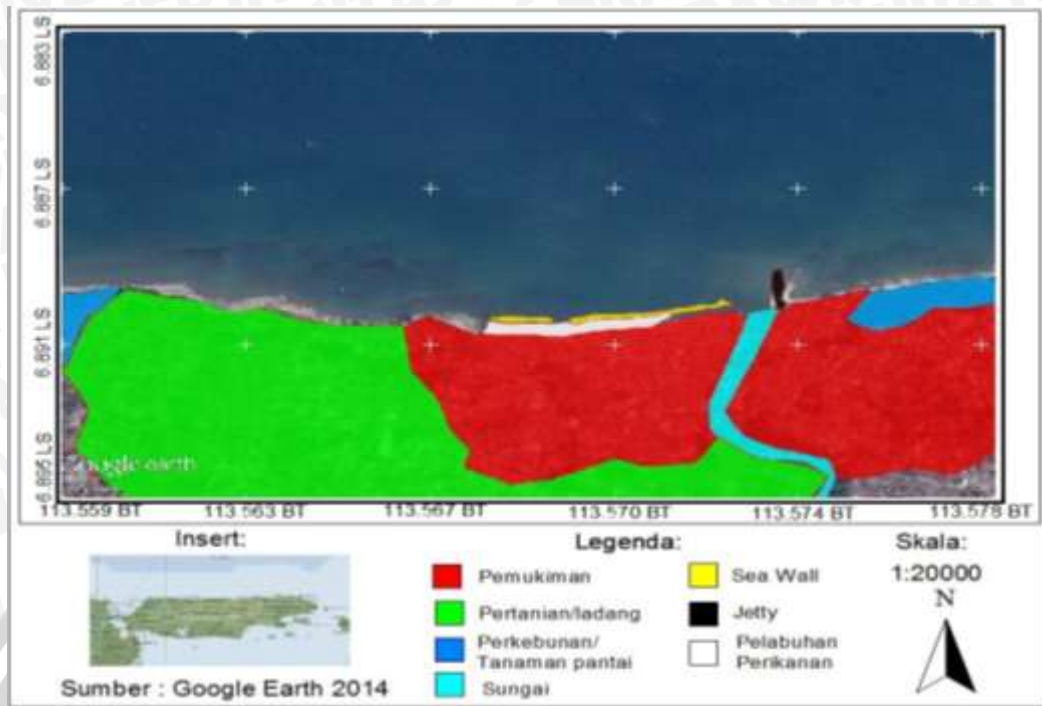 6.883 LS
6.887 LS
6.891 LS
6.895 LS
Google earth
113.559 BT 113.563 BT 113.567 BT 113.570 BT 113.574 BT 113.578 BT
Insert:
Sumber : Google Earth 2014
Legenda:
Pemukiman
Pertanian/ladang
Perkebunan/
Tanaman pantai
Sungai
Sea Wall
Jetty
Pelabuhan
Perikanan
Skala:
1:20000
N